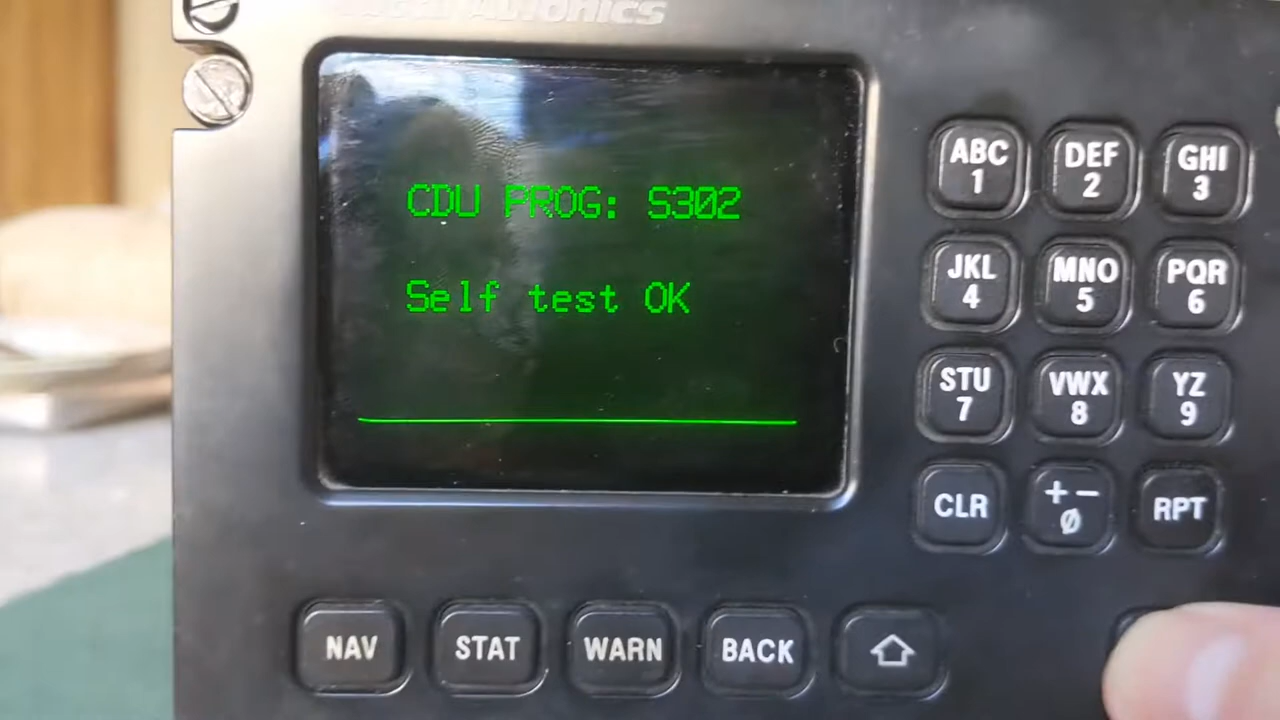 AVIONICS
CDU PROG: S302
Self test OK
ABC
1
DEF
2
GHI
3
JKL
4
MNO
5
PQR
6
STU
7
VWX
8
YZ
9
CLR
+ −
Ø
RPT
NAV
STAT
WARN
BACK